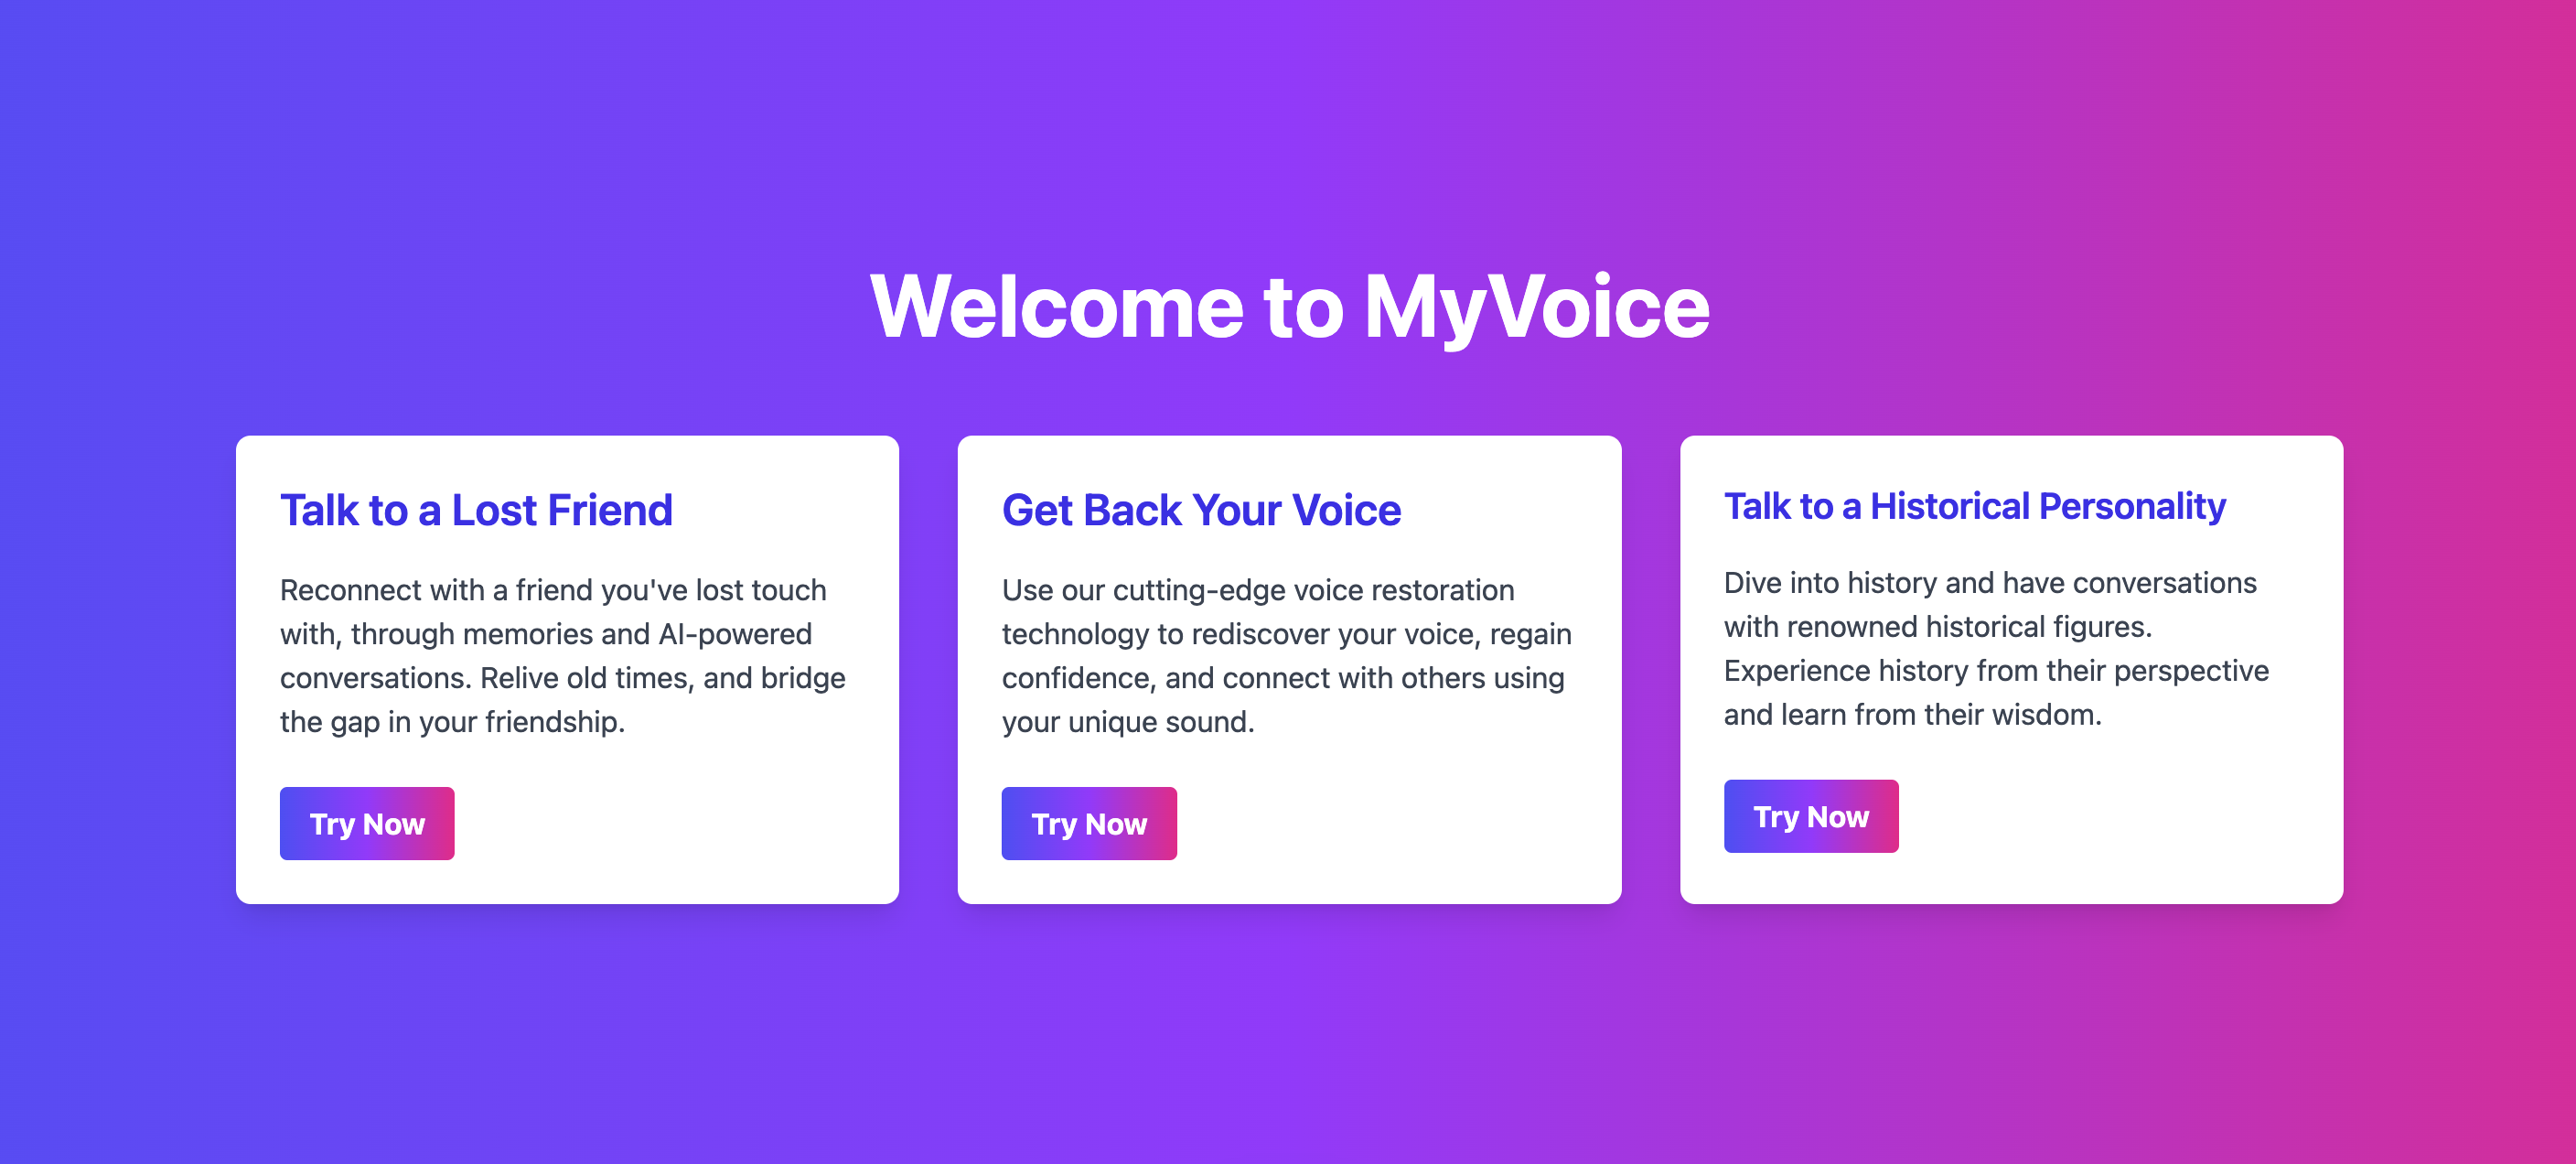 Welcome to MyVoice
Talk to a Lost Friend
Reconnect with a friend you've lost touch
with, through memories and AI-powered
conversations. Relive old times, and bridge
the gap in your friendship.
Try Now
Get Back Your Voice
Use our cutting-edge voice restoration
technology to rediscover your voice, regain
confidence, and connect with others using
your unique sound.
Try Now
Talk to a Historical Personality
Dive into history and have conversations
with renowned historical figures.
Experience history from their perspective
and learn from their wisdom.
Try Now